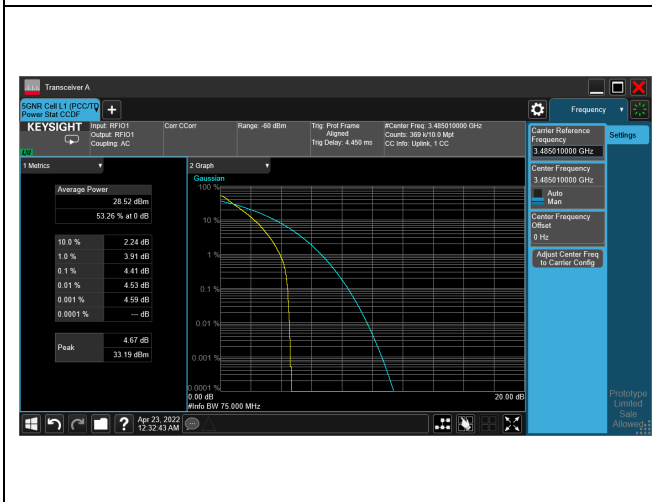 Transceiver A
5GNR Cell L1 (PCC/TD
Power Stat CCDF
Frequency
KEYSIGHT
Input: RFIO1
Output: RFIO1
Coupling: AC
Corr CCorr
Range: -60 dBm
Trig: Prot Frame
Aligned
Trig Delay: 4.450 ms
#Center Freq: 3.485010000 GHz
Counts: 369 k/10.0 Mpt
CC Info: Uplink, 1 CC
1 Metrics
Average Power
28.52 dBm
53.26 % at 0 dB
10.0 % 2.24 dB
1.0 % 3.91 dB
0.1 % 4.41 dB
0.01 % 4.53 dB
0.001 % 4.59 dB
0.0001 % --- dB
Peak 4.67 dB
33.19 dBm
2 Graph
Gaussian
100 %
10 %
1 %
0.1 %
0.01 %
0.001 %
0.0001 %
0.00 dB 20.00 dB
#Info BW 75.000 MHz
Carrier Reference
Frequency
3.485010000 GHz
Center Frequency
3.485010000 GHz
Auto
Man
Center Frequency
Offset
0 Hz
Adjust Center Freq
to Carrier Config
Settings
Prototype
Limited
Sale
Allowed
Apr 23, 2022
12:32:43 AM